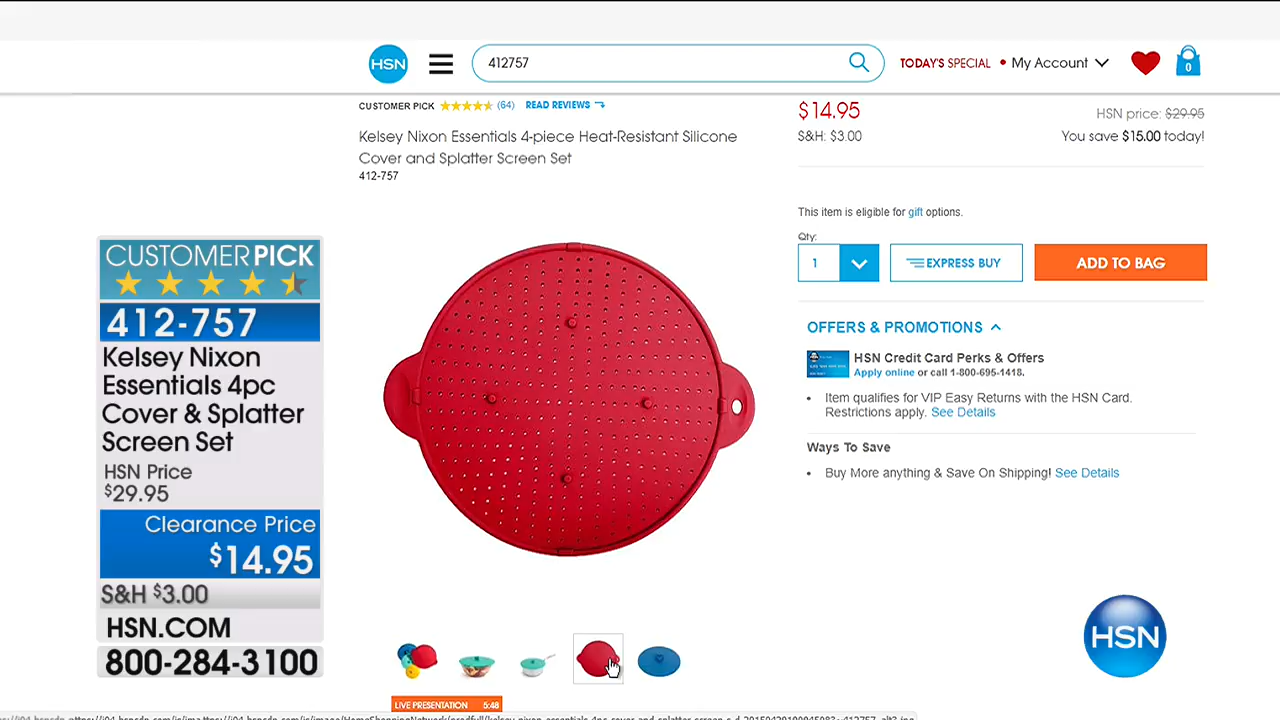 HSN
412757
TODAY'S SPECIAL
My Account
0
CUSTOMER PICK (64) READ REVIEWS
Kelsey Nixon Essentials 4-piece Heat-Resistant Silicone
Cover and Splatter Screen Set
412-757
$14.95
HSN price: $29.95
S&H: $3.00
You save $15.00 today!
This item is eligible for gift options.
Qty:
1
EXPRESS BUY
ADD TO BAG
OFFERS & PROMOTIONS
HSN Credit Card Perks & Offers
Apply online or call 1-800-695-1418.
• Item qualifies for VIP Easy Returns with the HSN Card.
Restrictions apply. See Details
Ways To Save
• Buy More anything & Save On Shipping! See Details
CUSTOMER PICK
412-757
Kelsey Nixon
Essentials 4pc
Cover & Splatter
Screen Set
HSN Price
$29.95
Clearance Price
$14.95
S&H $3.00
HSN.COM
800-284-3100
HSN
LIVE PRESENTATION 5:48